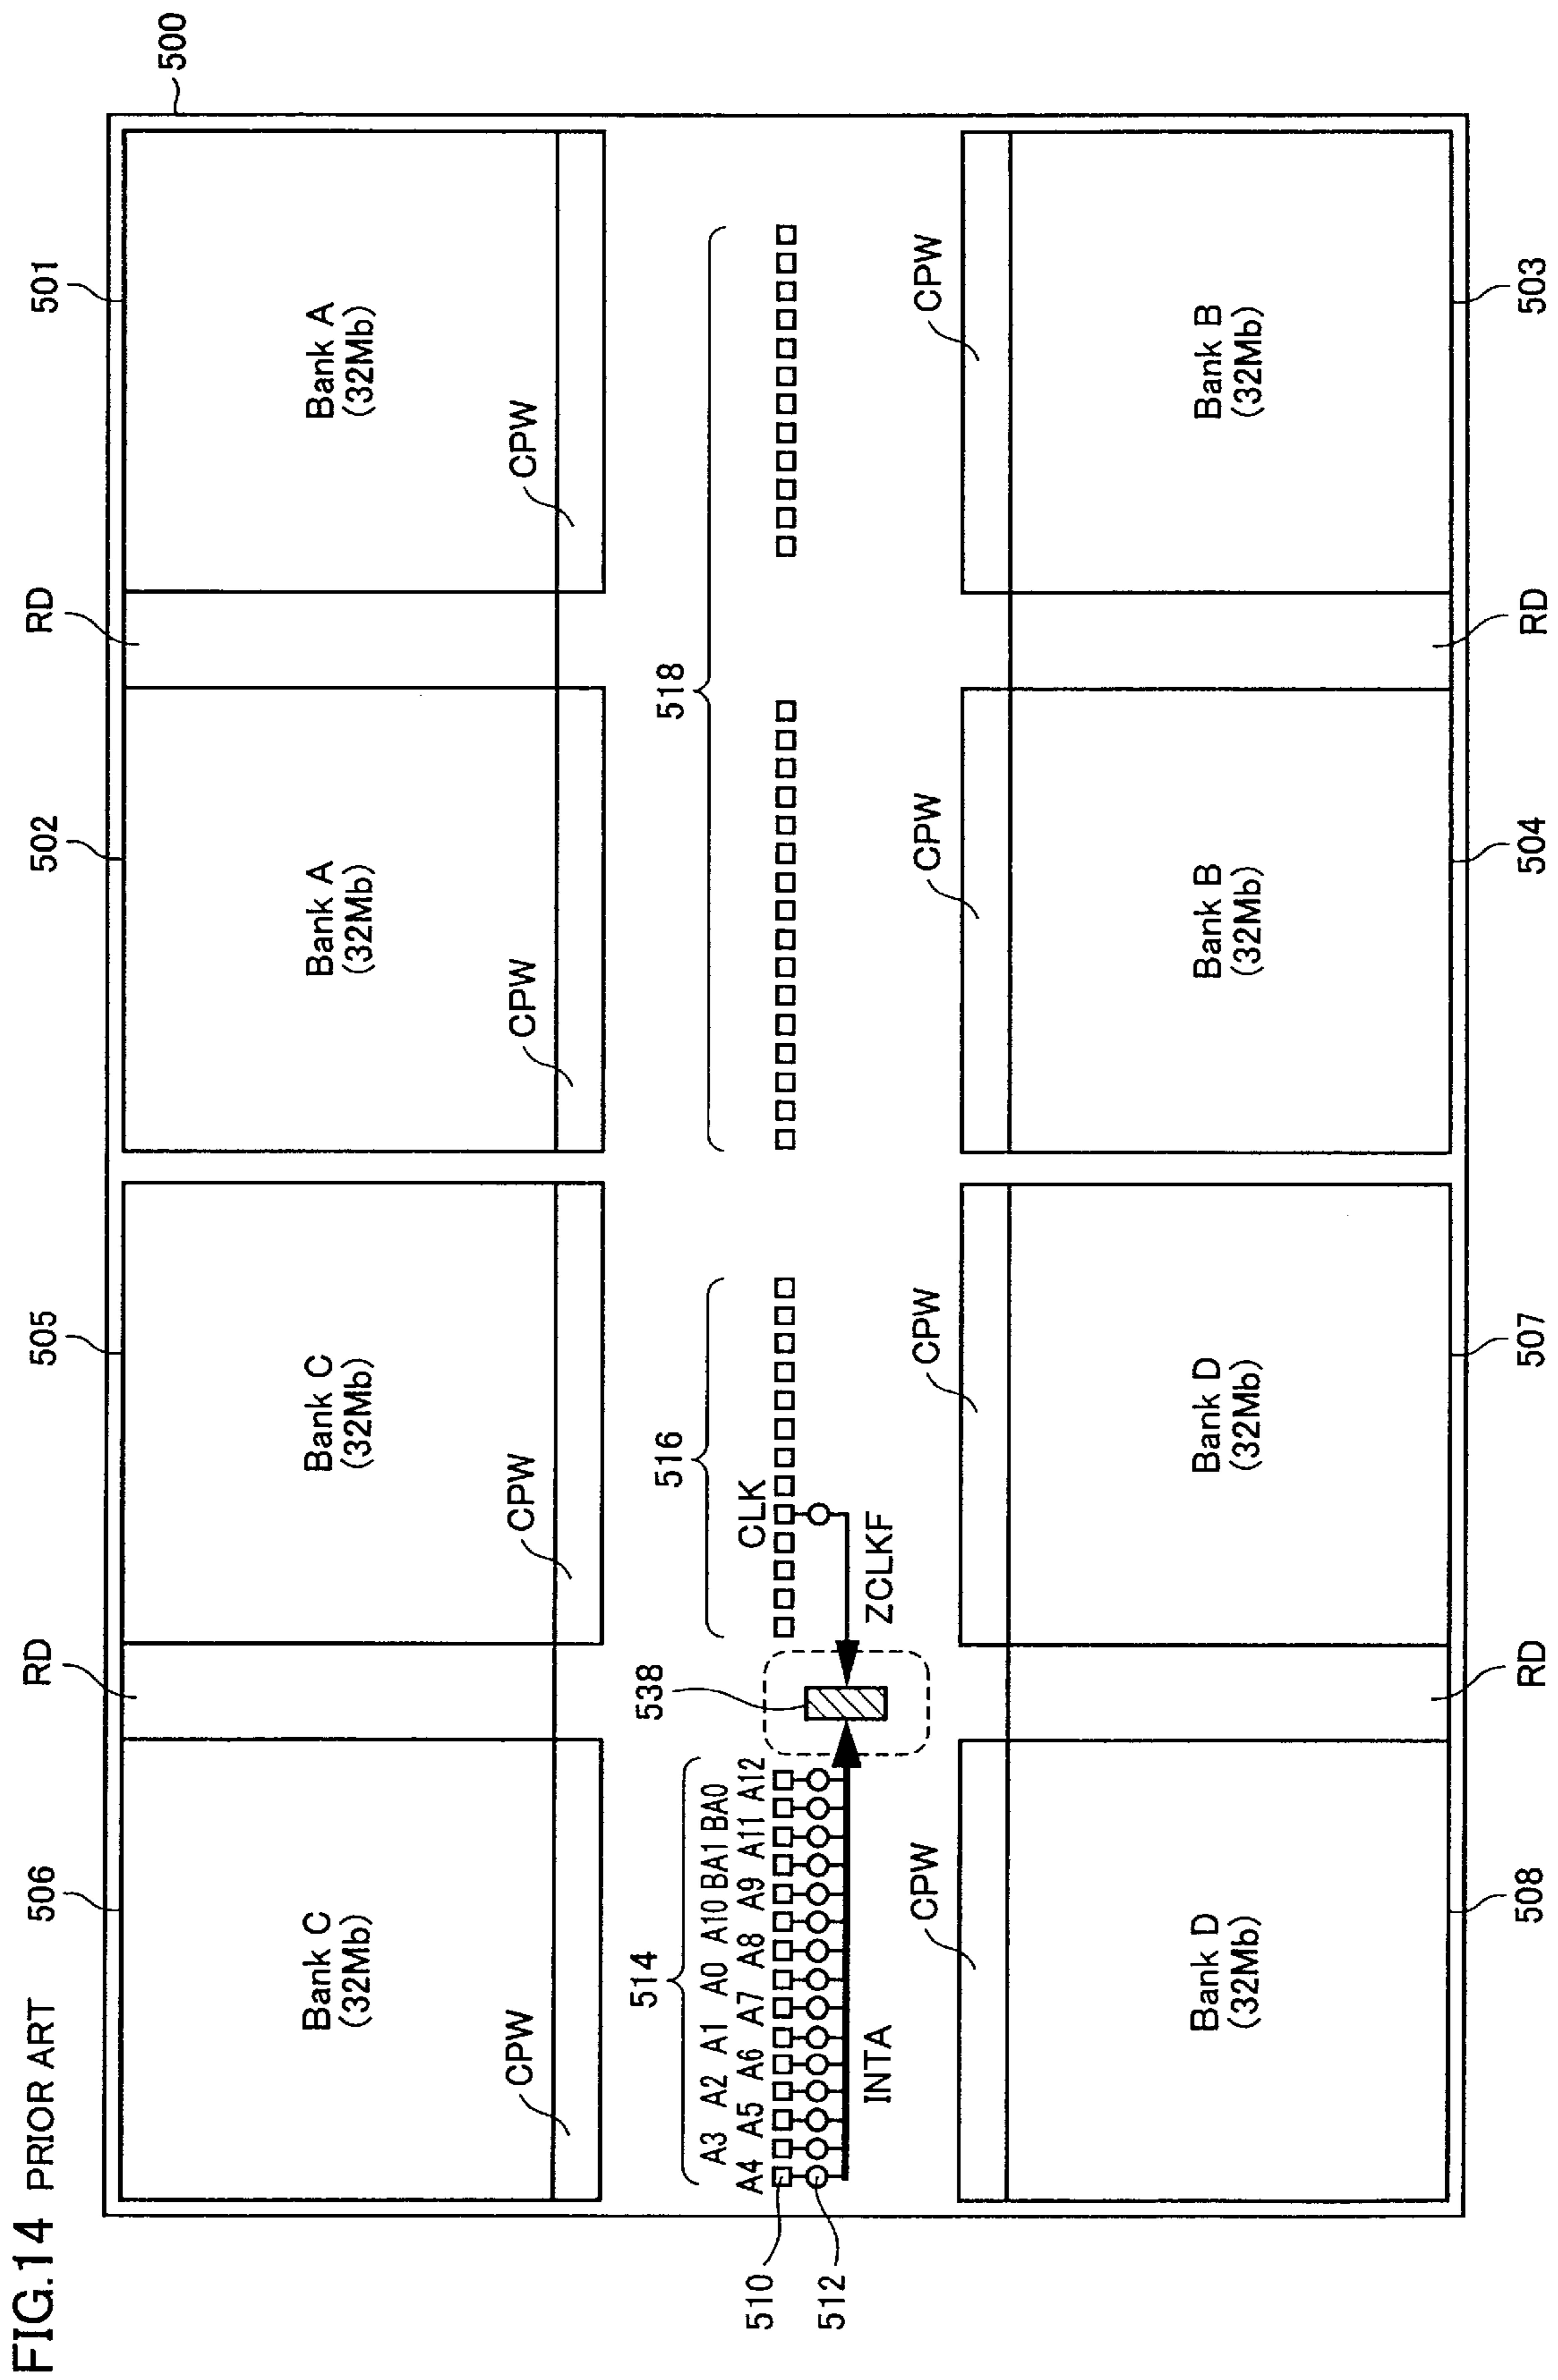 FIG.14 PRIOR ART
506
RD
505
502
RD
501
500
Bank C
(32Mb)
Bank C
(32Mb)
Bank A
(32Mb)
Bank A
(32Mb)
CPW
CPW
CPW
CPW
514
538
516
518
A3 A2 A1 A0 A10 BA1 BA0
A4 A5 A6 A7 A8 A9 A11 A12
CLK
510
512
INTA
ZCLKF
CPW
CPW
CPW
CPW
Bank D
(32Mb)
Bank D
(32Mb)
Bank B
(32Mb)
Bank B
(32Mb)
508
RD
507
504
RD
503